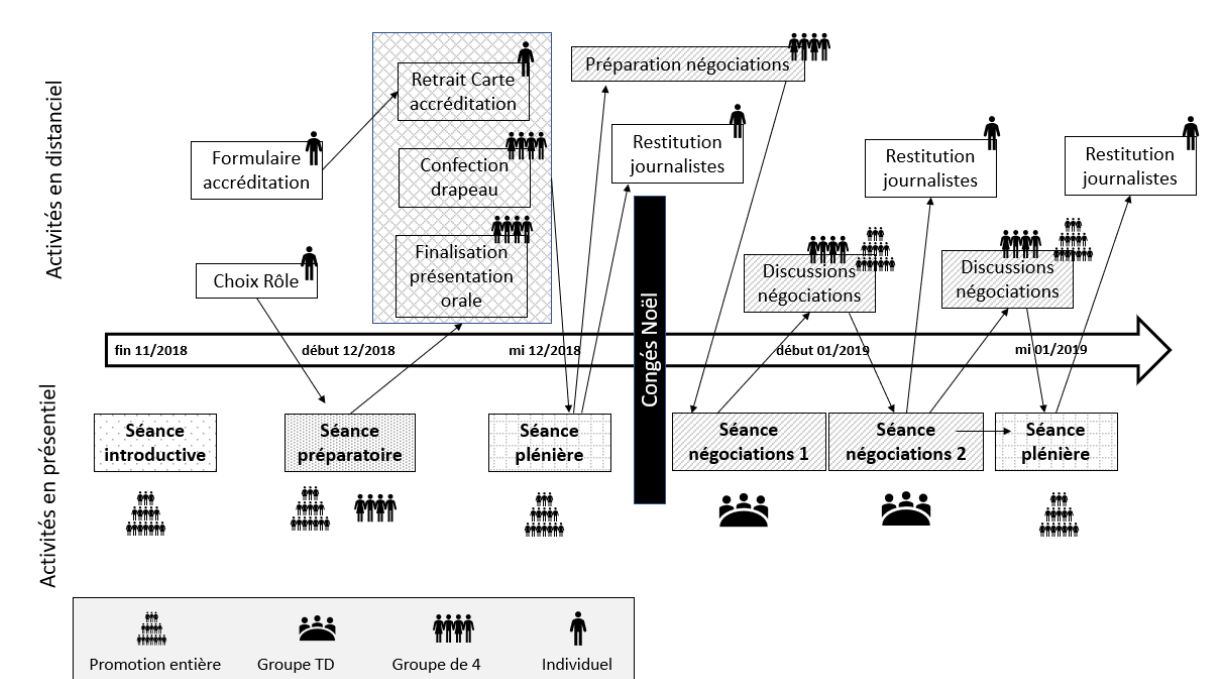 Activités en distanciel
Retrait Carte
accréditation
Préparation négociations
Formulaire
accréditation
Confection
drapeau
Restitution
journalistes
Restitution
journalistes
Restitution
journalistes
Choix Rôle
Finalisation
présentation
orale
Discussions
négociations
Discussions
négociations
Congés Noël
fin 11/2018
début 12/2018
mi 12/2018
début 01/2019
mi 01/2019
Activités en présentiel
Séance
introductive
Séance
préparatoire
Séance
plénière
Séance
négociations 1
Séance
négociations 2
Séance
plénière
Promotion entière
Groupe TD
Groupe de 4
Individuel